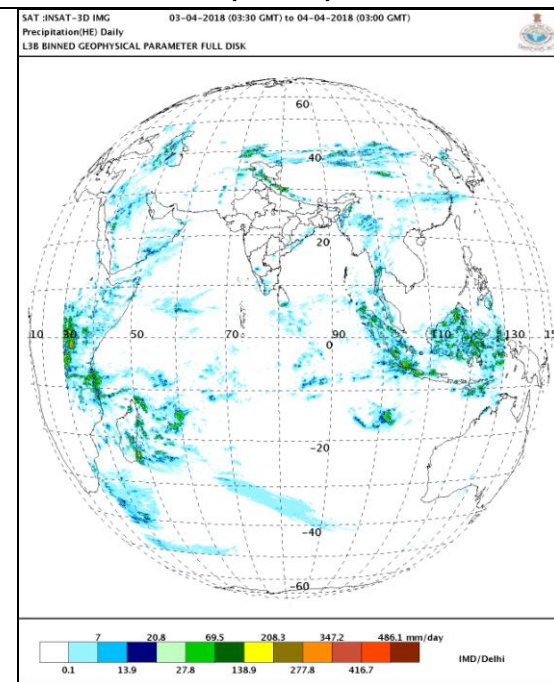 SAT :INSAT-3D IMG 03-04-2018 (03:30 GMT) to 04-04-2018 (03:00 GMT)
Precipitation(HE) Daily
L3B BINNED GEOPHYSICAL PARAMETER FULL DISK
60
40
20
10 30 50 70 90 110 130 15
0
-20
-40
-60
7 20.8 69.5 208.3 347.2 486.1 mm/day
0.1 13.9 27.8 138.9 277.8 416.7
IMD/Delhi